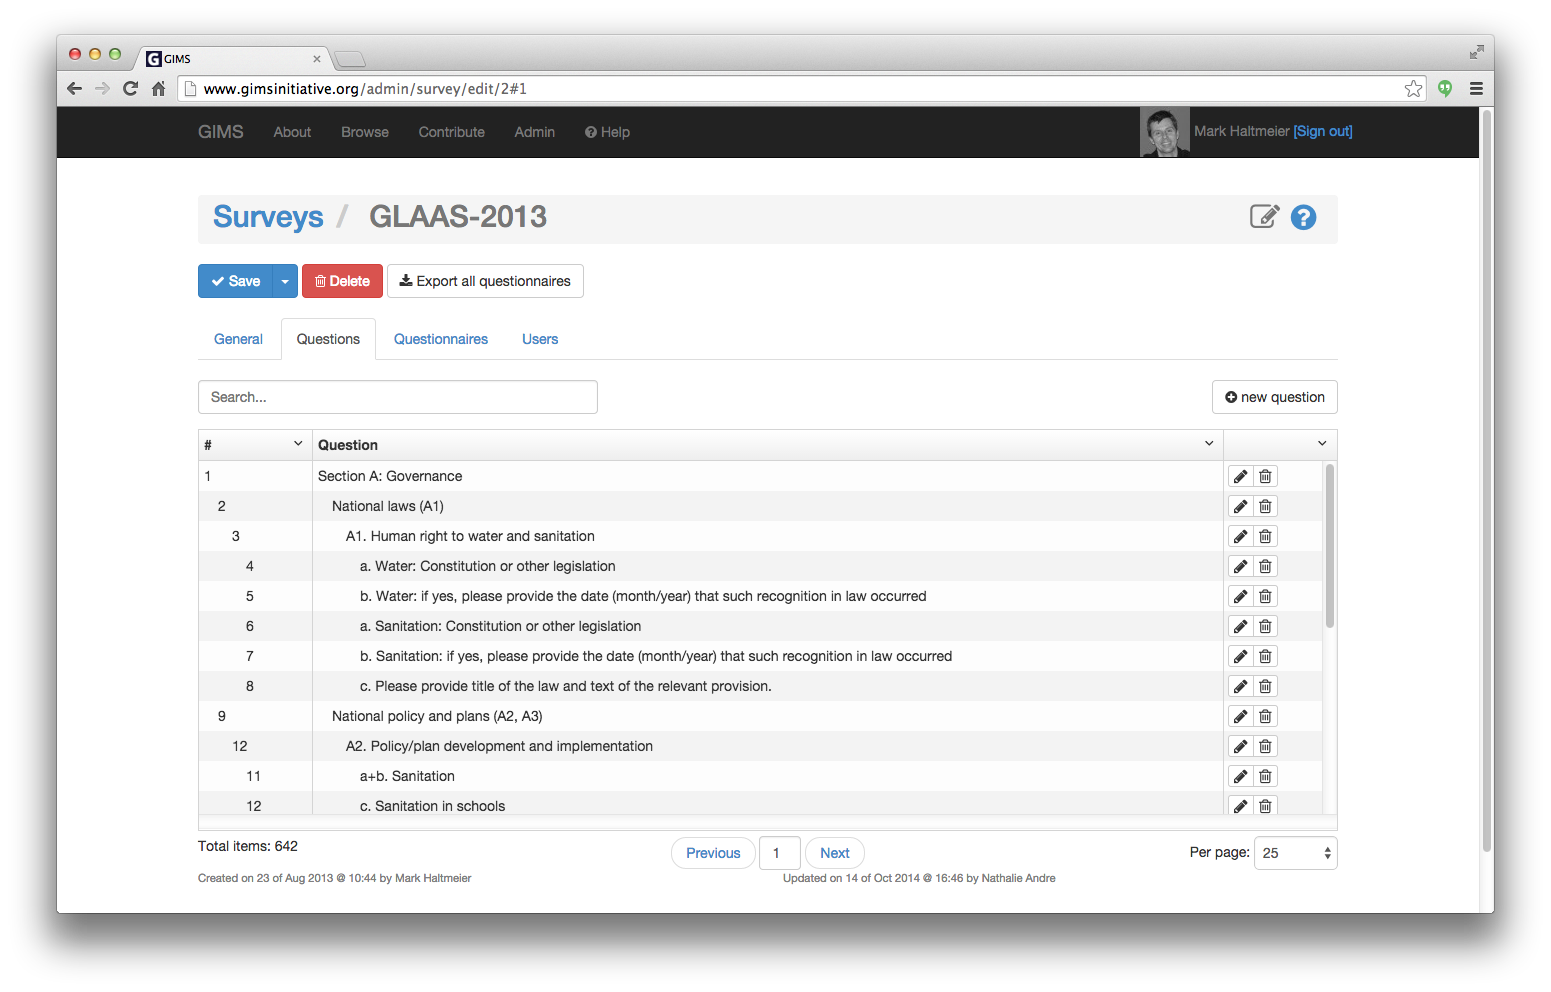 GIMS
www.gimsinitiative.org/admin/survey/edit/2#1
GIMS About Browse Contribute Admin Help Mark Haltmeier [Sign out]
Surveys / GLAAS-2013
Save Delete Export all questionnaires
General Questions Questionnaires Users
Search... new question
# Question
1 Section A: Governance
2 National laws (A1)
3 A1. Human right to water and sanitation
4 a. Water: Constitution or other legislation
5 b. Water: if yes, please provide the date (month/year) that such recognition in law occurred
6 a. Sanitation: Constitution or other legislation
7 b. Sanitation: if yes, please provide the date (month/year) that such recognition in law occurred
8 c. Please provide title of the law and text of the relevant provision.
9 National policy and plans (A2, A3)
12 A2. Policy/plan development and implementation
11 a+b. Sanitation
12 c. Sanitation in schools
Total items: 642 Previous 1 Next Per page: 25
Created on 23 of Aug 2013 @ 10:44 by Mark Haltmeier Updated on 14 of Oct 2014 @ 16:46 by Nathalie Andre